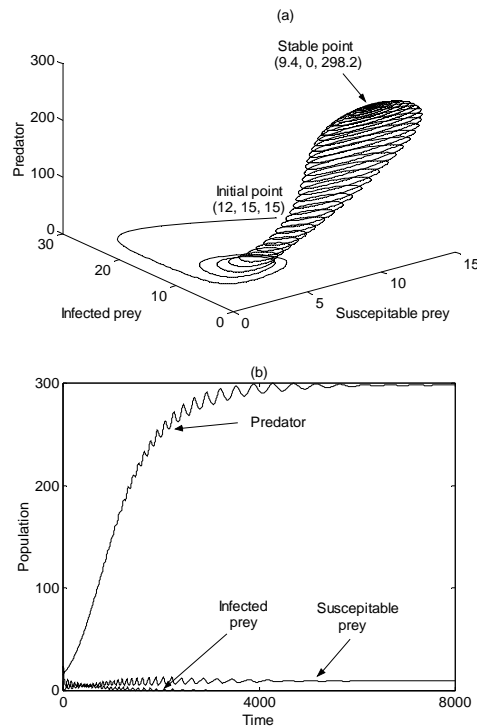 (a)
Stable point
(9.4, 0, 298.2)
300
200
100
0
Predator
Initial point
(12, 15, 15)
30
20
10
0
Infected prey
0
5
10
15
Suscepitable prey
(b)
300
200
100
0
Population
Predator
Infected
prey
Suscepitable
prey
0
4000
8000
Time